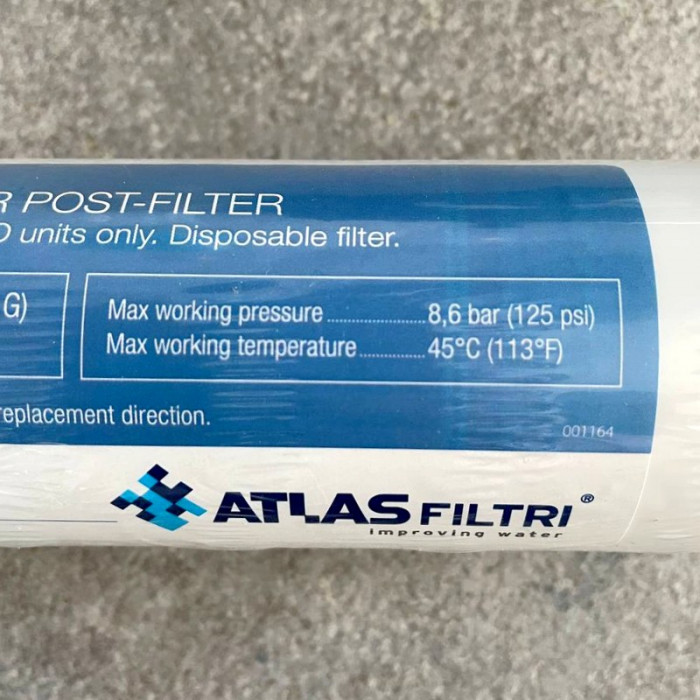 R POST-FILTER
O units only. Disposable filter.
G)
Max working pressure ........................ 8,6 bar (125 psi)
Max working temperature ................ 45°C (113°F)
replacement direction.
001164
ATLAS FILTRI®
improving water